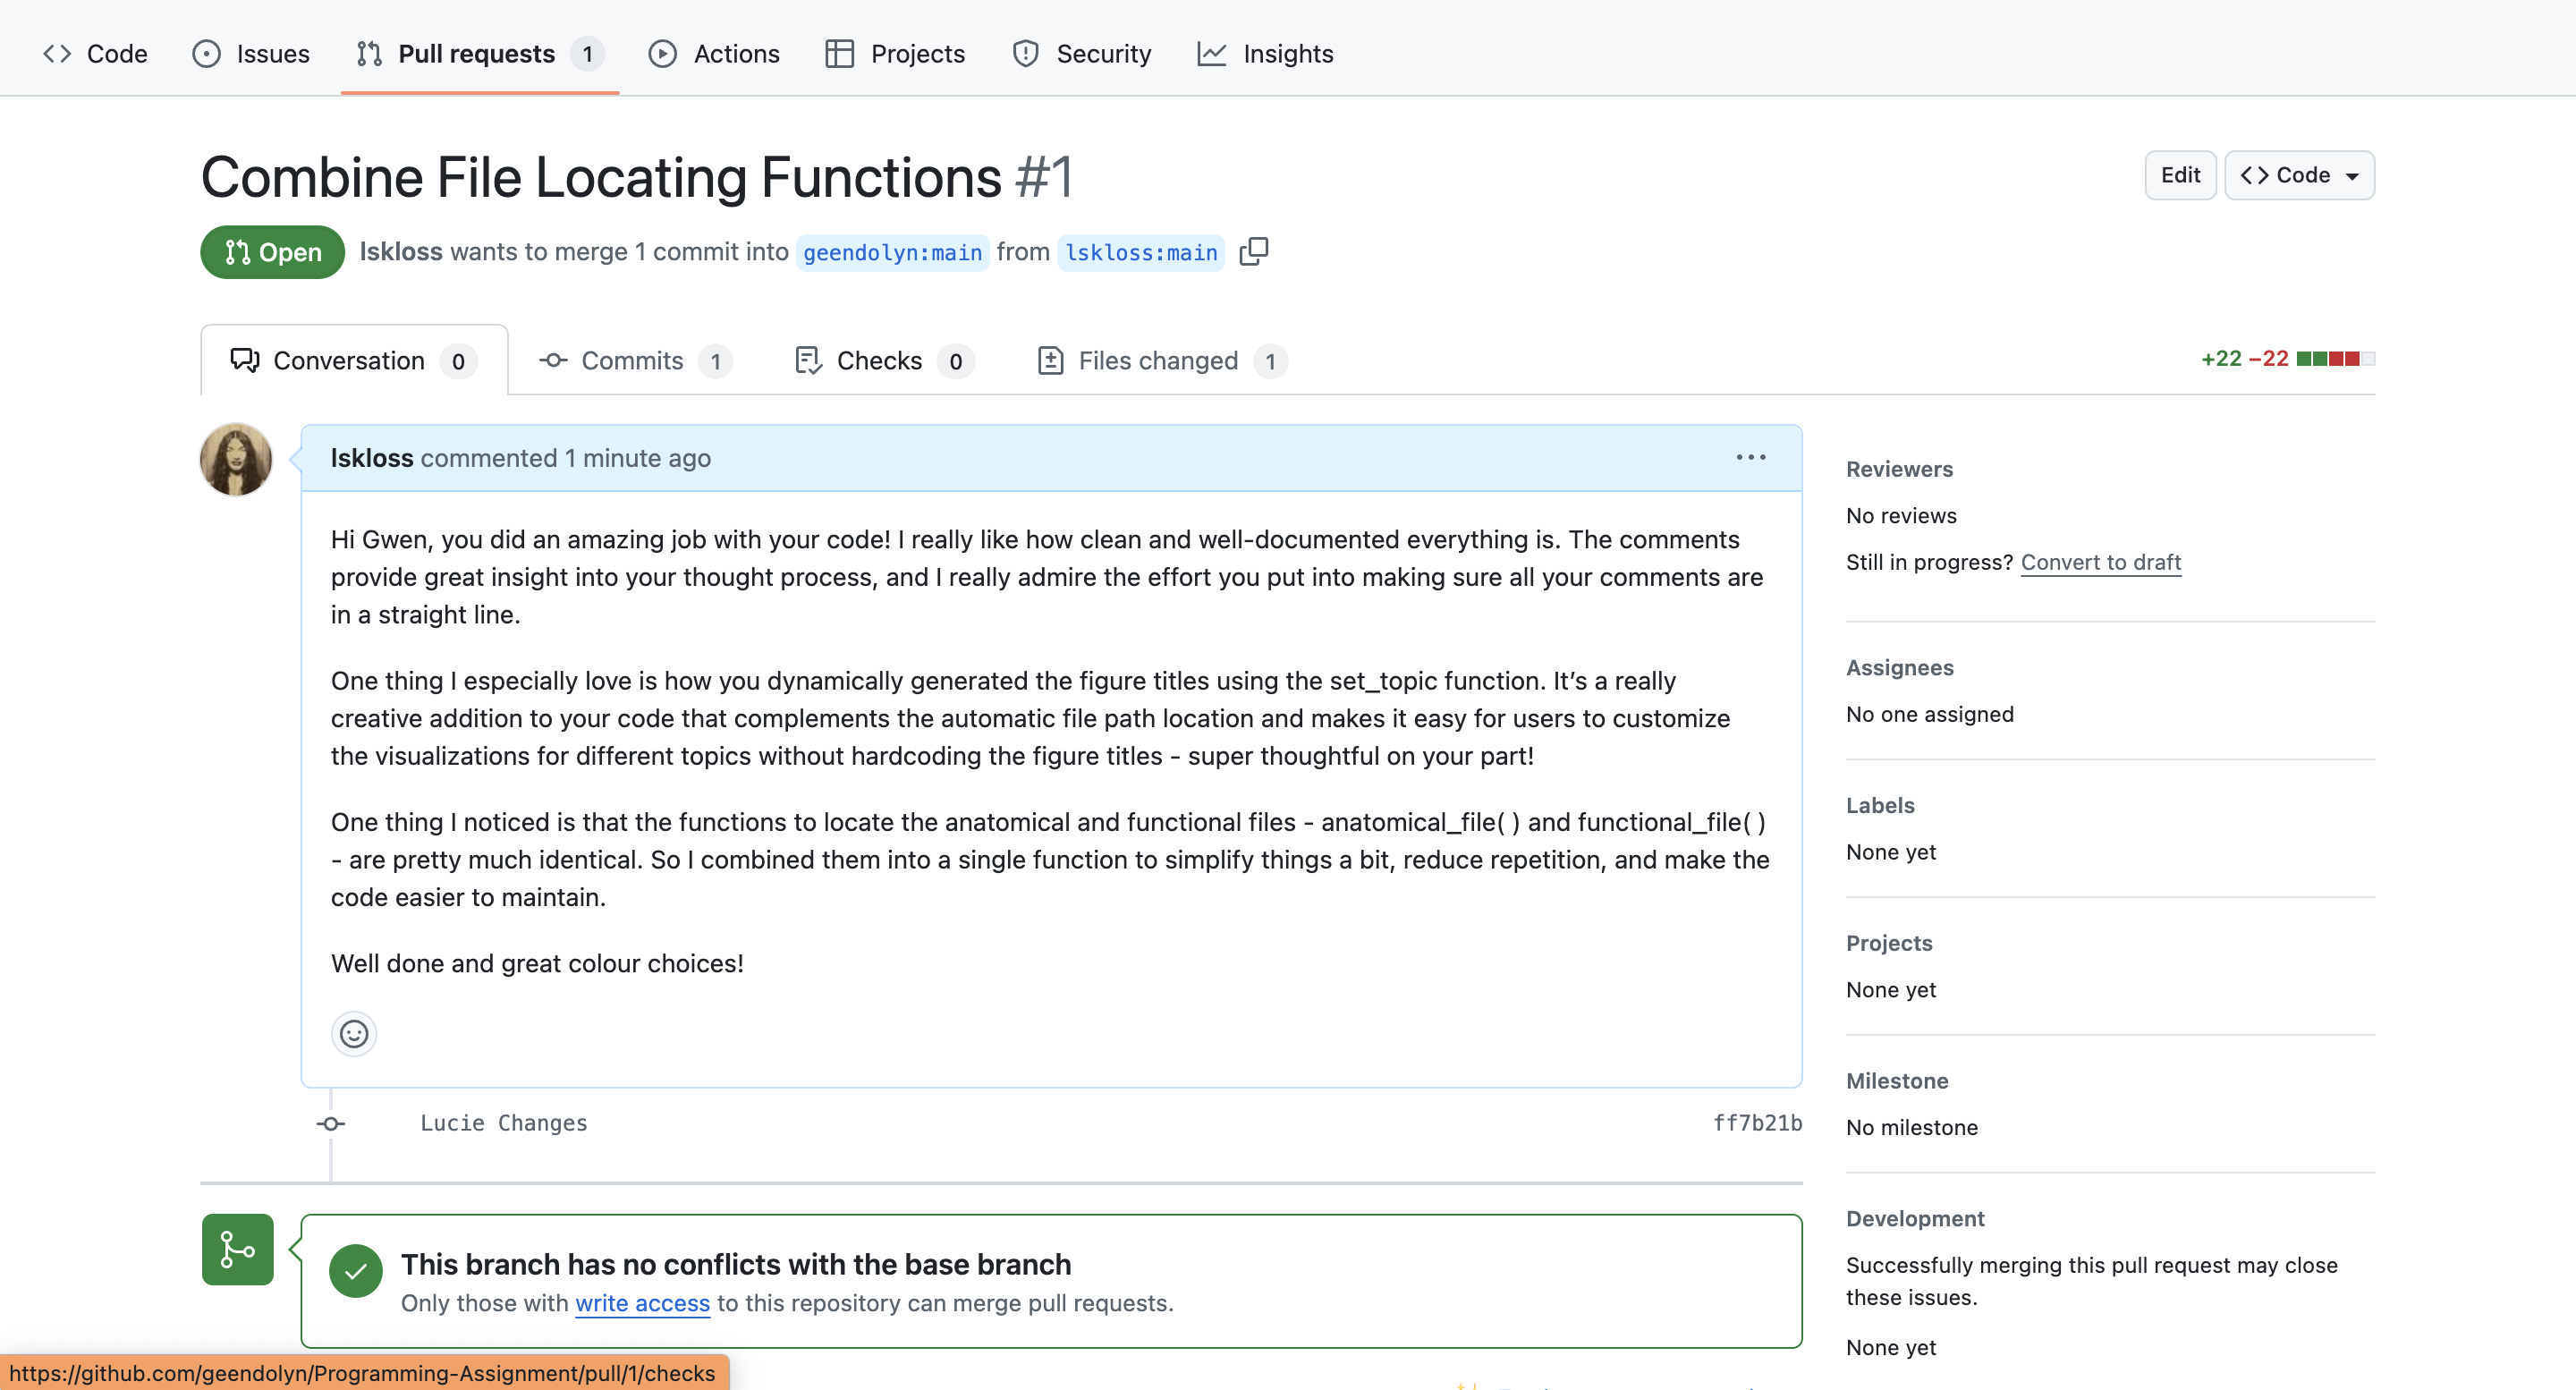 Code Issues Pull requests 1 Actions Projects Security Insights
Combine File Locating Functions #1
Edit Code
Open lskloss wants to merge 1 commit into geendolyn:main from lskloss:main
Conversation 0 Commits 1 Checks 0 Files changed 1
+22 −22
lskloss commented 1 minute ago
Hi Gwen, you did an amazing job with your code! I really like how clean and well-documented everything is. The comments
provide great insight into your thought process, and I really admire the effort you put into making sure all your comments are
in a straight line.
One thing I especially love is how you dynamically generated the figure titles using the set_topic function. It’s a really
creative addition to your code that complements the automatic file path location and makes it easy for users to customize
the visualizations for different topics without hardcoding the figure titles - super thoughtful on your part!
One thing I noticed is that the functions to locate the anatomical and functional files - anatomical_file( ) and functional_file( )
- are pretty much identical. So I combined them into a single function to simplify things a bit, reduce repetition, and make the
code easier to maintain.
Well done and great colour choices!
Lucie Changes ff7b21b
This branch has no conflicts with the base branch
Only those with write access to this repository can merge pull requests.
Reviewers
No reviews
Still in progress? Convert to draft
Assignees
No one assigned
Labels
None yet
Projects
None yet
Milestone
No milestone
Development
Successfully merging this pull request may close
these issues.
None yet
https://github.com/geendolyn/Programming-Assignment/pull/1/checks